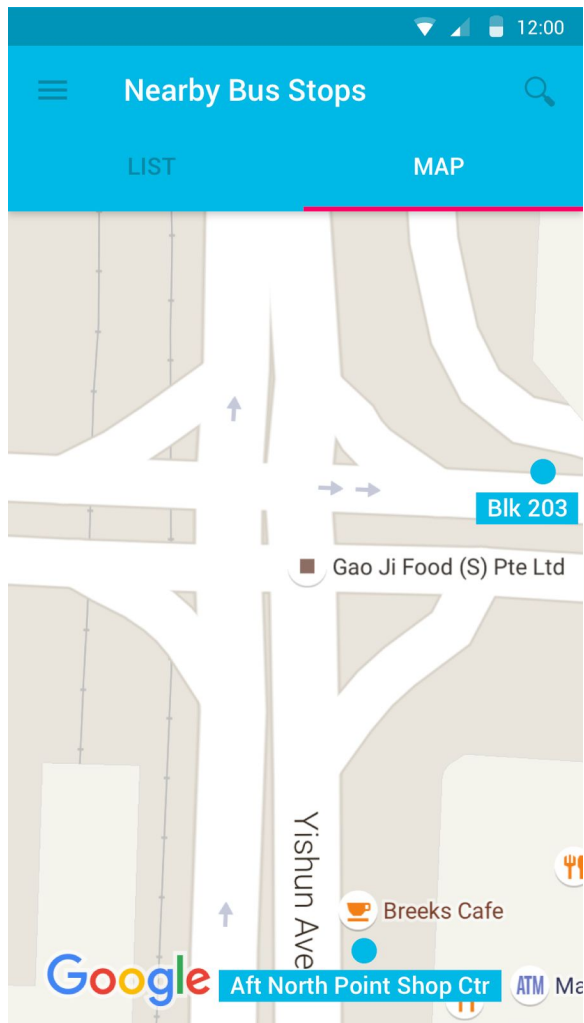 12:00
Nearby Bus Stops
LIST
MAP
Blk 203
Gao Ji Food (S) Pte Ltd
Yishun Ave
Breeks Cafe
Google
Aft North Point Shop Ctr
ATM